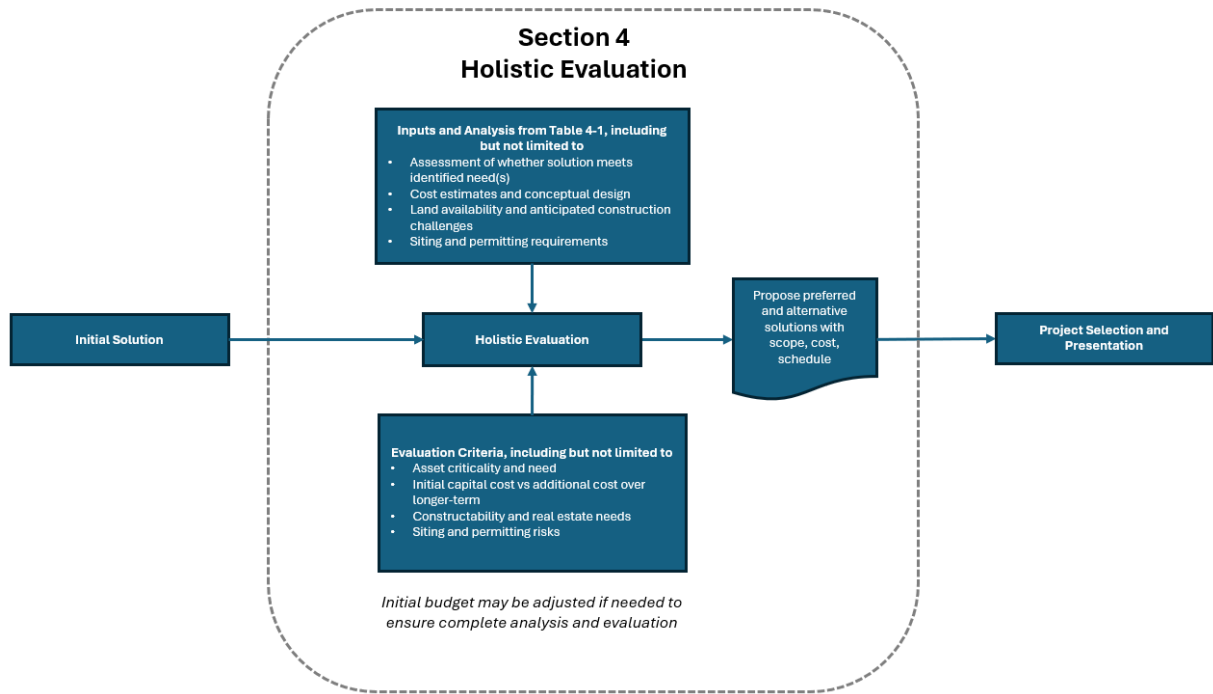 Section 4
Holistic Evaluation
Inputs and Analysis from Table 4-1, including
but not limited to
• Assessment of whether solution meets
identified need(s)
• Cost estimates and conceptual design
• Land availability and anticipated construction
challenges
• Siting and permitting requirements
Initial Solution
Holistic Evaluation
Propose preferred
and alternative
solutions with
scope, cost,
schedule
Project Selection and
Presentation
Evaluation Criteria, including but not limited to
• Asset criticality and need
• Initial capital cost vs additional cost over
longer-term
• Constructability and real estate needs
• Siting and permitting risks
Initial budget may be adjusted if needed to
ensure complete analysis and evaluation